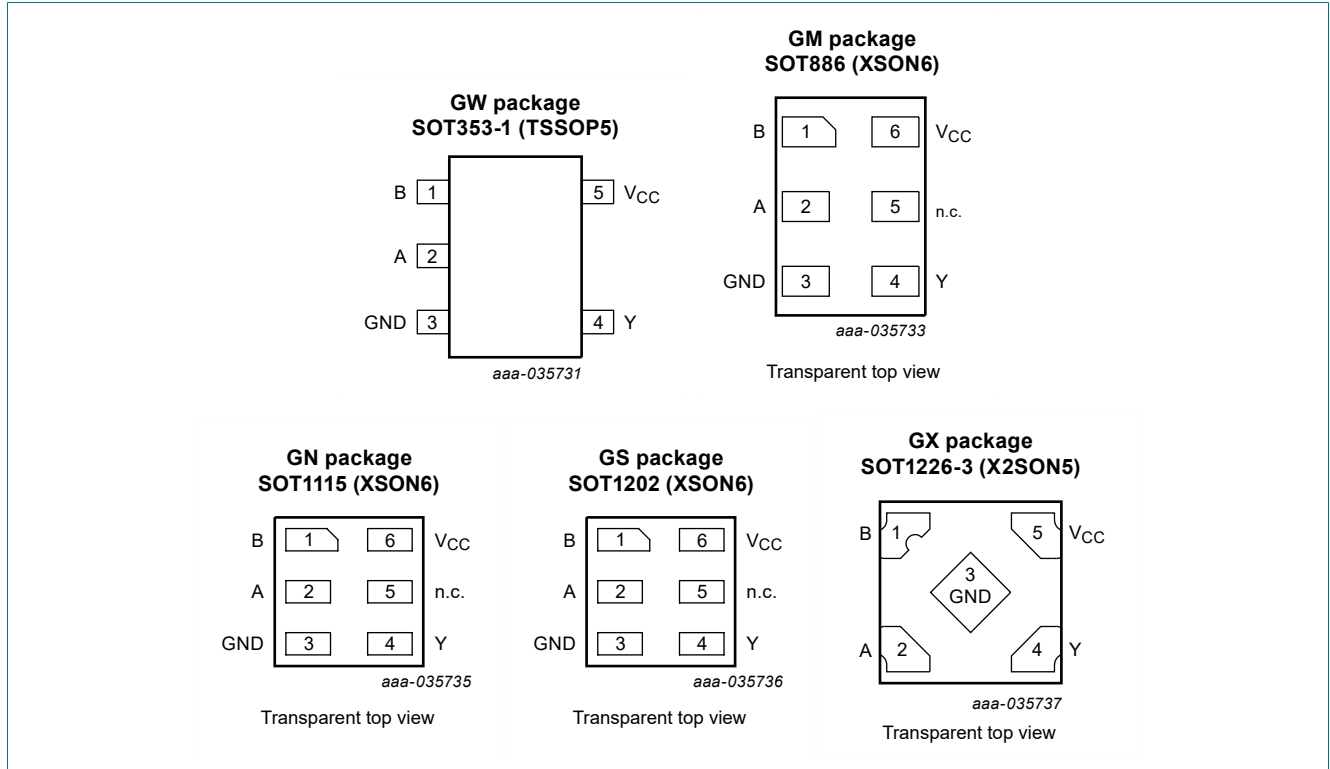 GW package
SOT353-1 (TSSOP5)
B 1
5 VCC
A 2
GND 3
4 Y
aaa-035731
GM package
SOT886 (XSON6)
B 1 6 VCC
A 2 5 n.c.
GND 3 4 Y
aaa-035733
Transparent top view
GN package
SOT1115 (XSON6)
B 1 6 VCC
A 2 5 n.c.
GND 3 4 Y
aaa-035735
Transparent top view
GS package
SOT1202 (XSON6)
B 1 6 VCC
A 2 5 n.c.
GND 3 4 Y
aaa-035736
Transparent top view
GX package
SOT1226-3 (X2SON5)
B 1 5 VCC
3
GND
A 2 4 Y
aaa-035737
Transparent top view